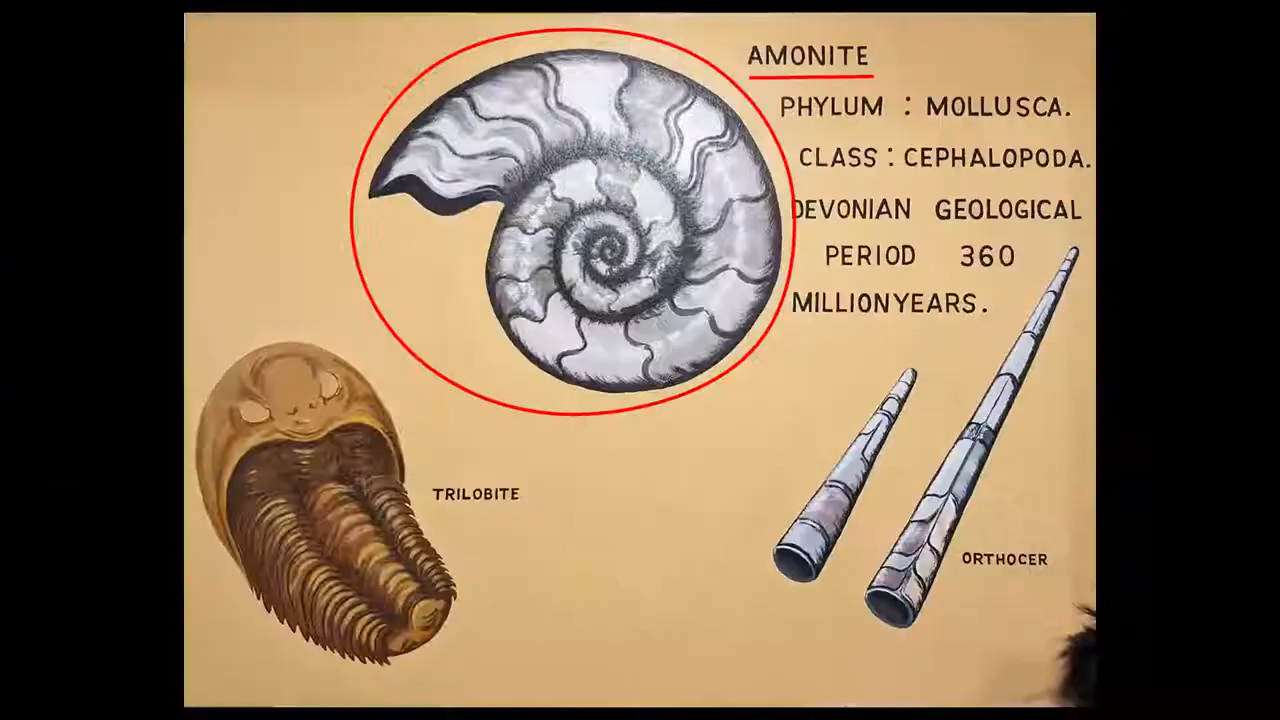 AMONITE
PHYLUM : MOLLUSCA.
CLASS : CEPHALOPODA.
DEVONIAN GEOLOGICAL
PERIOD 360
MILLIONYEARS.
TRILOBITE
ORTHOCER